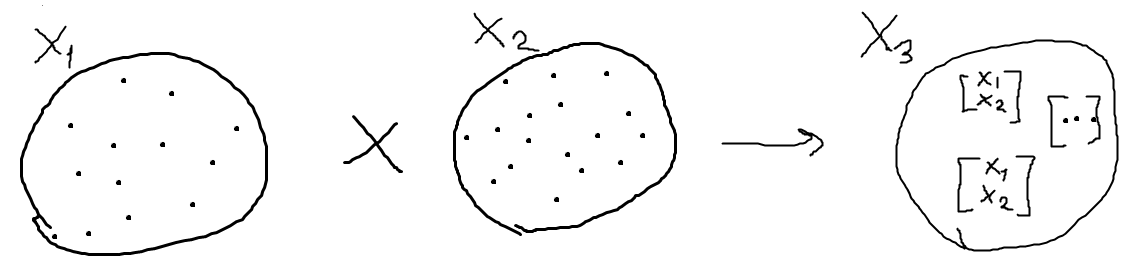 X₁
X₂
X₃
×
→
[x₁
x₂]
[...]
[x₁
x₂]